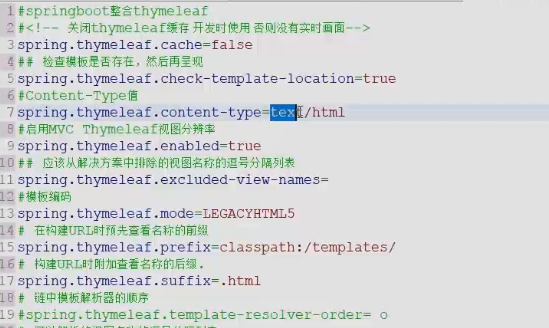 1 #springboot整合thymeleaf
2 #<!-- 关闭thymeleaf缓存 开发时使用 否则没有实时画面-->
3 spring.thymeleaf.cache=false
4 ## 检查模板是否存在，然后再呈现
5 spring.thymeleaf.check-template-location=true
6 #Content-Type值
7 spring.thymeleaf.content-type=text/html
8 #启用MVC Thymeleaf视图分辨率
9 spring.thymeleaf.enabled=true
10 ## 应该从解决方案中排除的视图名称的逗号分隔列表
11 spring.thymeleaf.excluded-view-names=
12 #模板编码
13 spring.thymeleaf.mode=LEGACYHTML5
14 # 在构建URL时预先查看名称的前缀
15 spring.thymeleaf.prefix=classpath:/templates/
16 # 构建URL时附加查看名称的后缀.
17 spring.thymeleaf.suffix=.html
18 # 链中模板解析器的顺序
19 #spring.thymeleaf.template-resolver-order= o